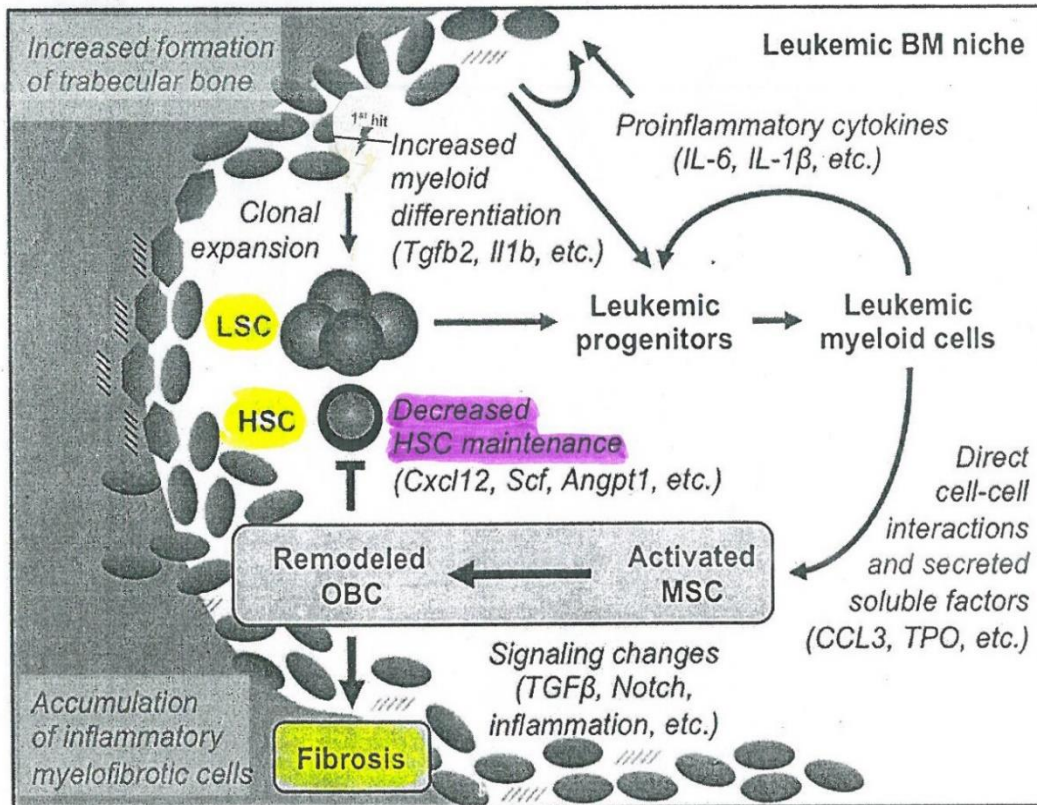 Increased formation
of trabecular bone
Leukemic BM niche
1st hit
Proinflammatory cytokines
(IL-6, IL-1β, etc.)
Increased
myeloid
differentiation
(Tgfb2, Il1b, etc.)
Clonal
expansion
LSC
Leukemic
progenitors
Leukemic
myeloid cells
HSC
Decreased
HSC maintenance
(Cxcl12, Scf, Angpt1, etc.)
Direct
cell-cell
interactions
and secreted
soluble factors
(CCL3, TPO, etc.)
Remodeled
OBC
Activated
MSC
Signaling changes
(TGFβ, Notch,
inflammation, etc.)
Accumulation
of inflammatory
myelofibrotic cells
Fibrosis